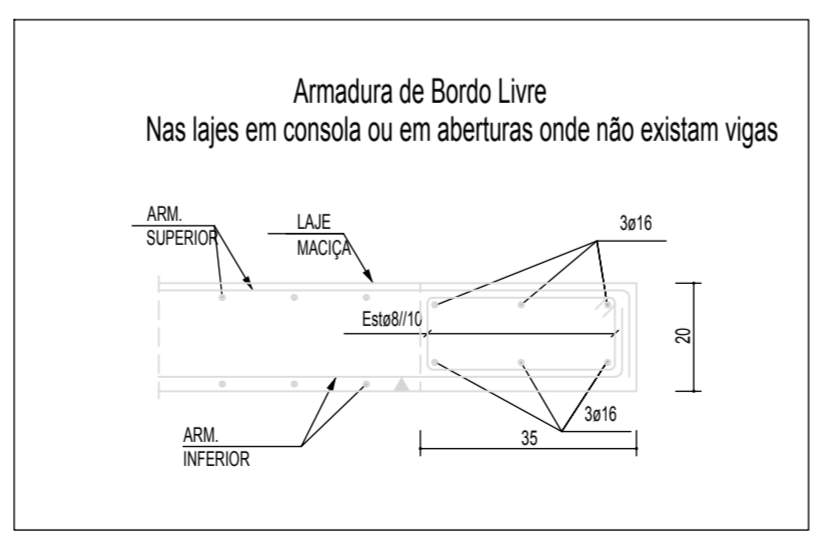 Armadura de Bordo Livre
Nas lajes em consola ou em aberturas onde não existam vigas
ARM.
SUPERIOR
LAJE
MACIÇA
3ø16
Estø8//10
20
3ø16
35
ARM.
INFERIOR